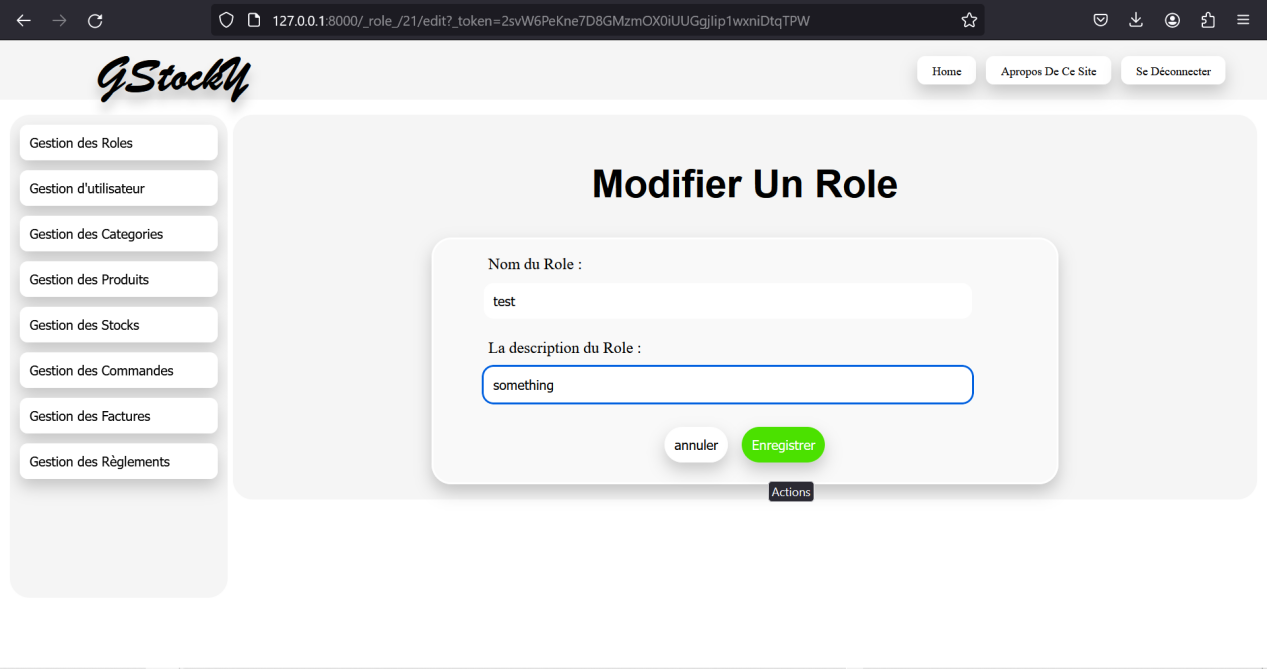 127.0.0.1:8000/_role_/21/edit?_token=2svW6PeKne7D8GMzmOX0iUUGgjlip1wxniDtqTPW
GStockY
Home
Apropos De Ce Site
Se Déconnecter
Gestion des Roles
Gestion d'utilisateur
Gestion des Categories
Gestion des Produits
Gestion des Stocks
Gestion des Commandes
Gestion des Factures
Gestion des Règlements
Modifier Un Role
Nom du Role :
test
La description du Role :
something
annuler
Enregistrer
Actions